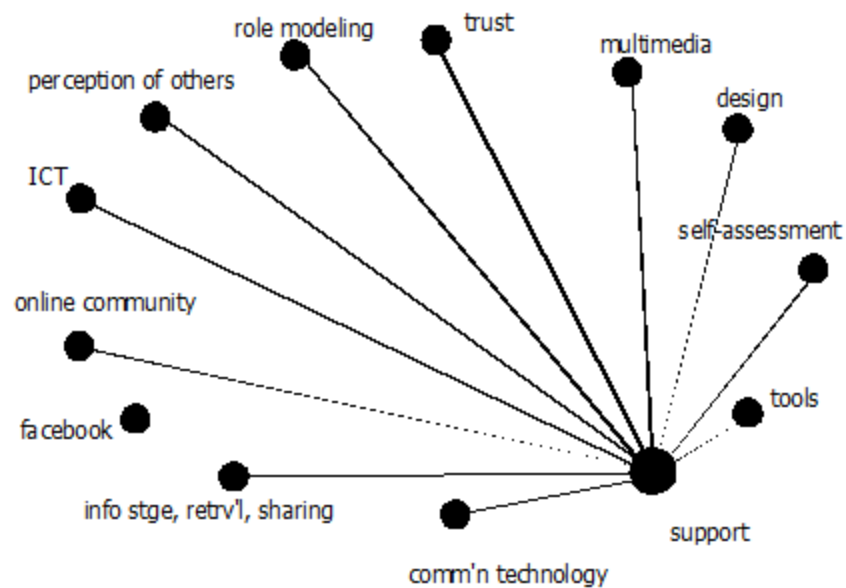 role modeling
trust
multimedia
perception of others
design
ICT
self-assessment
online community
tools
facebook
info stge, retrv'l, sharing
support
comm'n technology